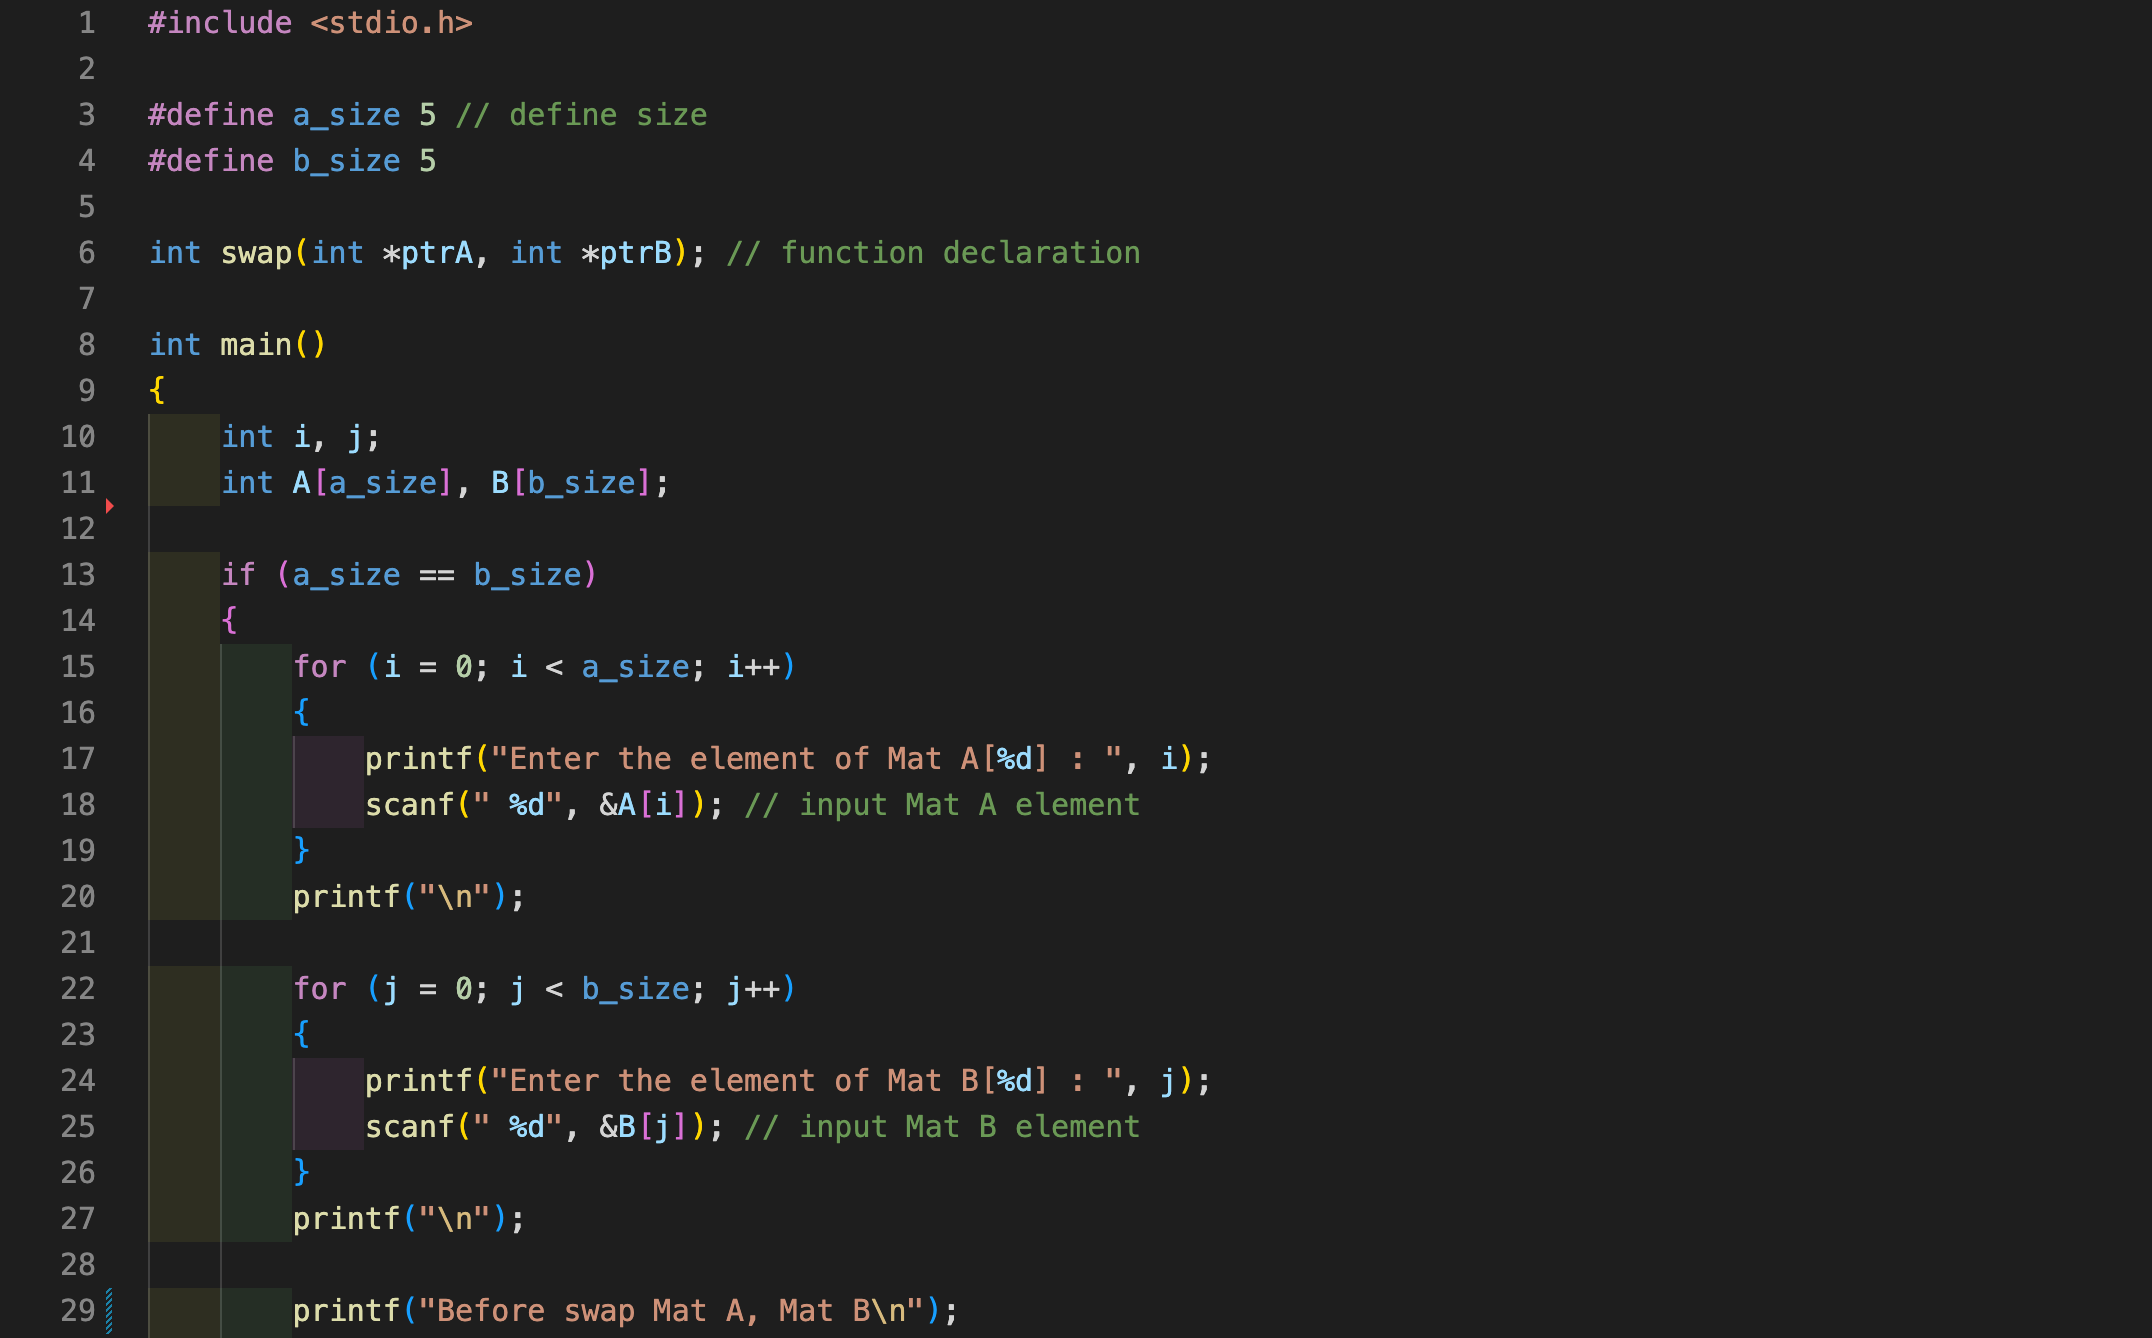 1 #include <stdio.h>
2
3 #define a_size 5 // define size
4 #define b_size 5
5
6 int swap(int *ptrA, int *ptrB); // function declaration
7
8 int main()
9 {
10     int i, j;
11     int A[a_size], B[b_size];
12
13     if (a_size == b_size)
14     {
15         for (i = 0; i < a_size; i++)
16         {
17             printf("Enter the element of Mat A[%d] : ", i);
18             scanf(" %d", &A[i]); // input Mat A element
19         }
20         printf("\n");
21
22         for (j = 0; j < b_size; j++)
23         {
24             printf("Enter the element of Mat B[%d] : ", j);
25             scanf(" %d", &B[j]); // input Mat B element
26         }
27         printf("\n");
28
29         printf("Before swap Mat A, Mat B\n");